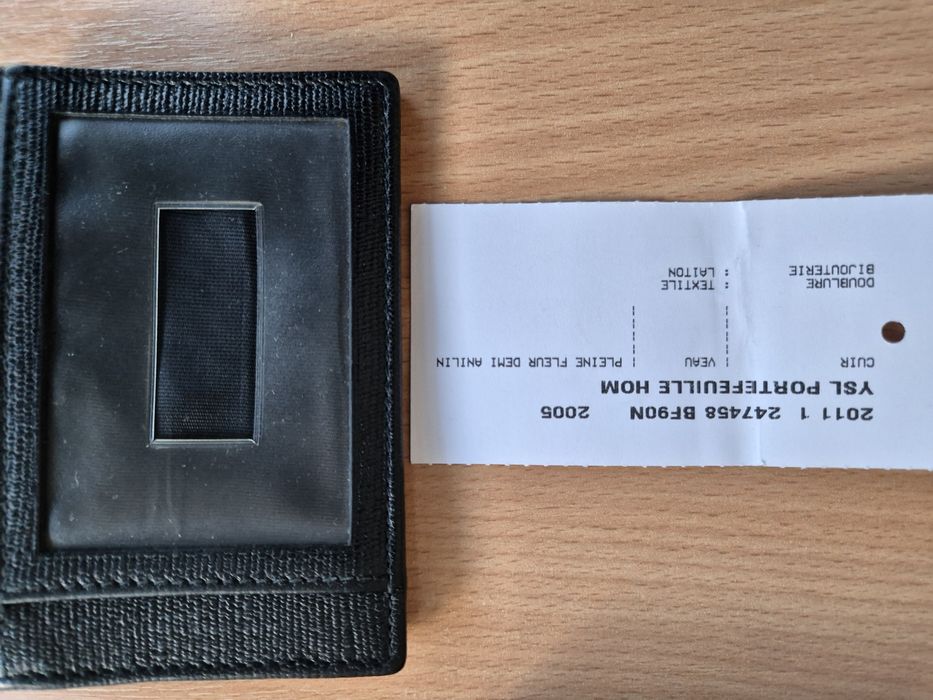 2011 1 247458 BF90N 2005
YSL PORTEFEUILLE HOM
CUIR VEAU PLEINE FLEUR DEMI ANILIN
DOUBLURE : TEXTILE
BIJOUTERIE : LAITON